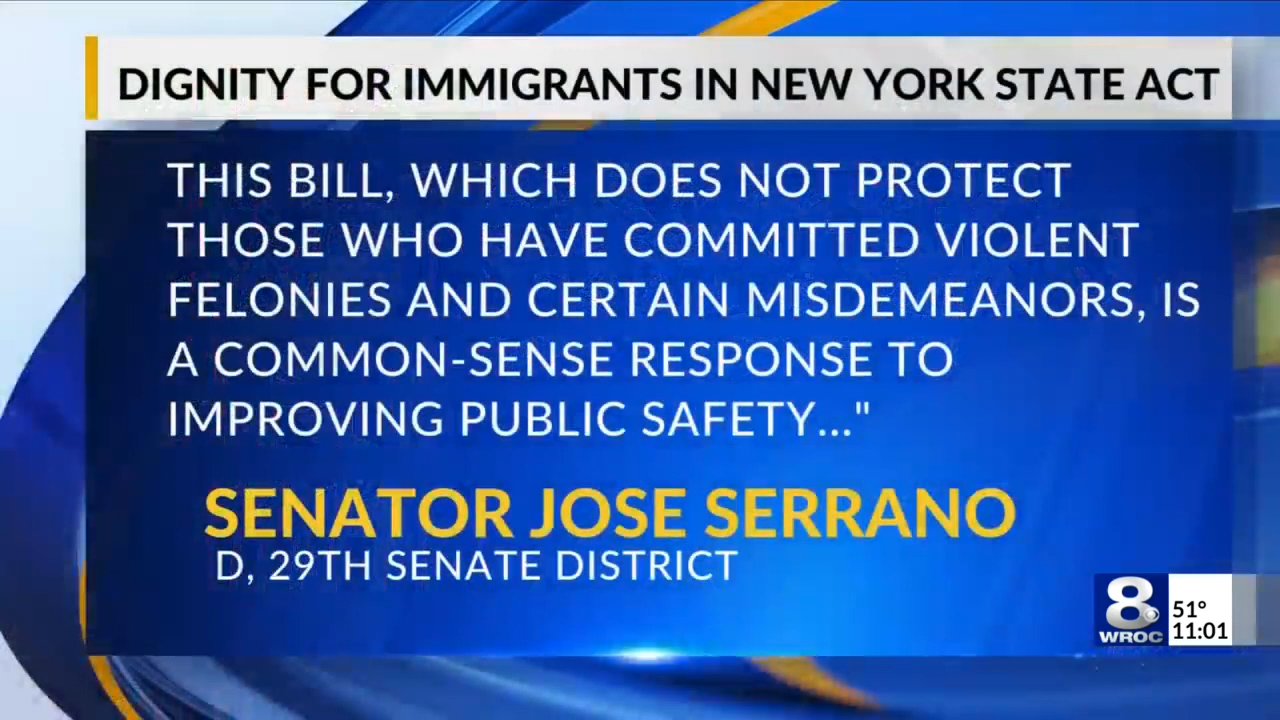 DIGNITY FOR IMMIGRANTS IN NEW YORK STATE ACT
THIS BILL, WHICH DOES NOT PROTECT
THOSE WHO HAVE COMMITTED VIOLENT
FELONIES AND CERTAIN MISDEMEANORS, IS
A COMMON-SENSE RESPONSE TO
IMPROVING PUBLIC SAFETY..."
SENATOR JOSE SERRANO
D, 29TH SENATE DISTRICT
8
WROC
51°
11:01